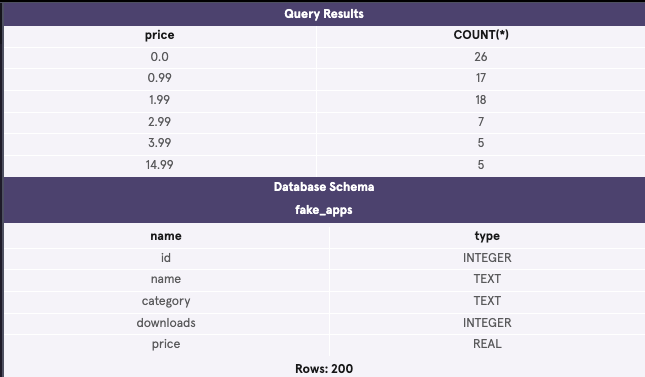 Query Results
price COUNT(*)
0.0 26
0.99 17
1.99 18
2.99 7
3.99 5
14.99 5
Database Schema
fake_apps
name type
id INTEGER
name TEXT
category TEXT
downloads INTEGER
price REAL
Rows: 200